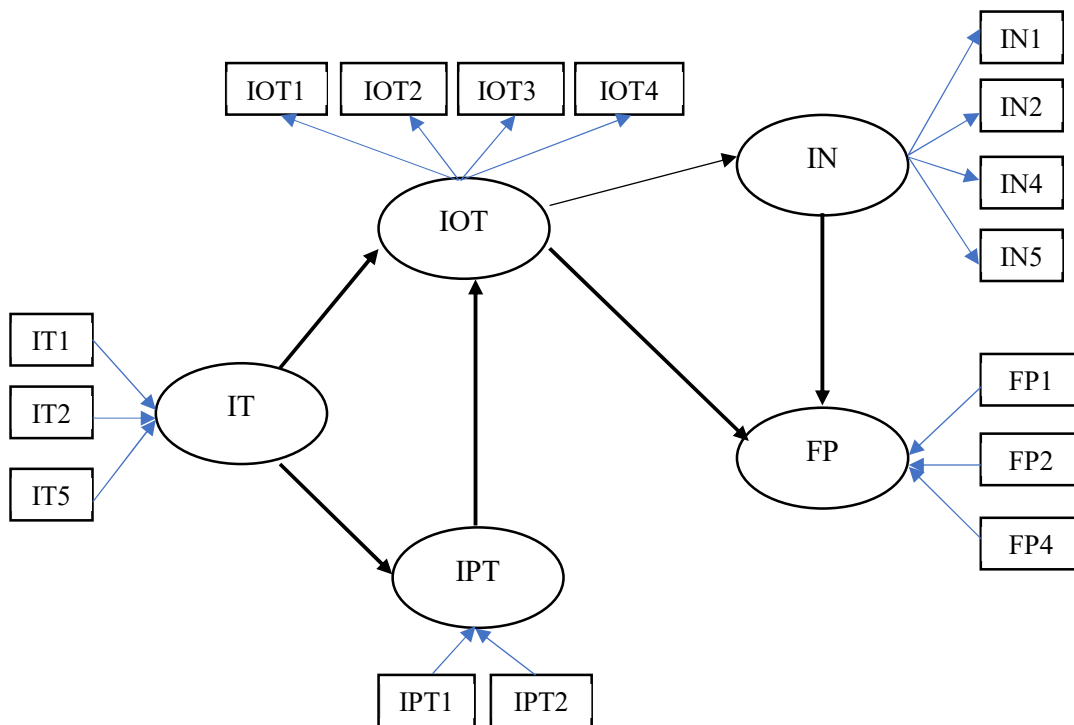 IN1
IOT1
IOT2
IOT3
IOT4
IN2
IN
IN4
IOT
IN5
IT1
IT2
IT
IT5
FP1
FP
FP2
FP4
IPT
IPT1
IPT2